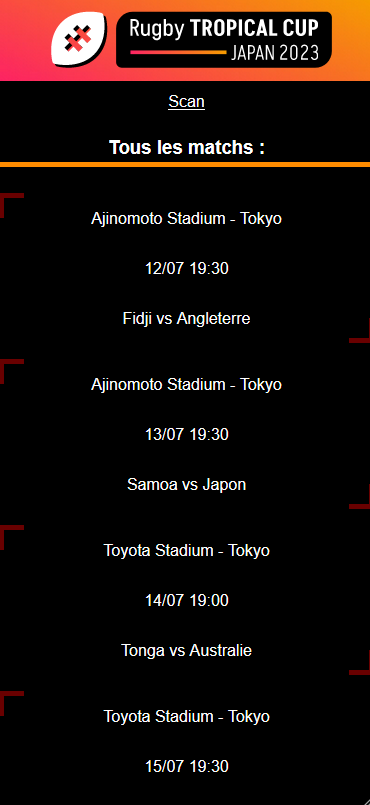 Rugby TROPICAL CUP
JAPAN 2023
Scan
Tous les matchs :
Ajinomoto Stadium - Tokyo
12/07 19:30
Fidji vs Angleterre
Ajinomoto Stadium - Tokyo
13/07 19:30
Samoa vs Japon
Toyota Stadium - Tokyo
14/07 19:00
Tonga vs Australie
Toyota Stadium - Tokyo
15/07 19:30